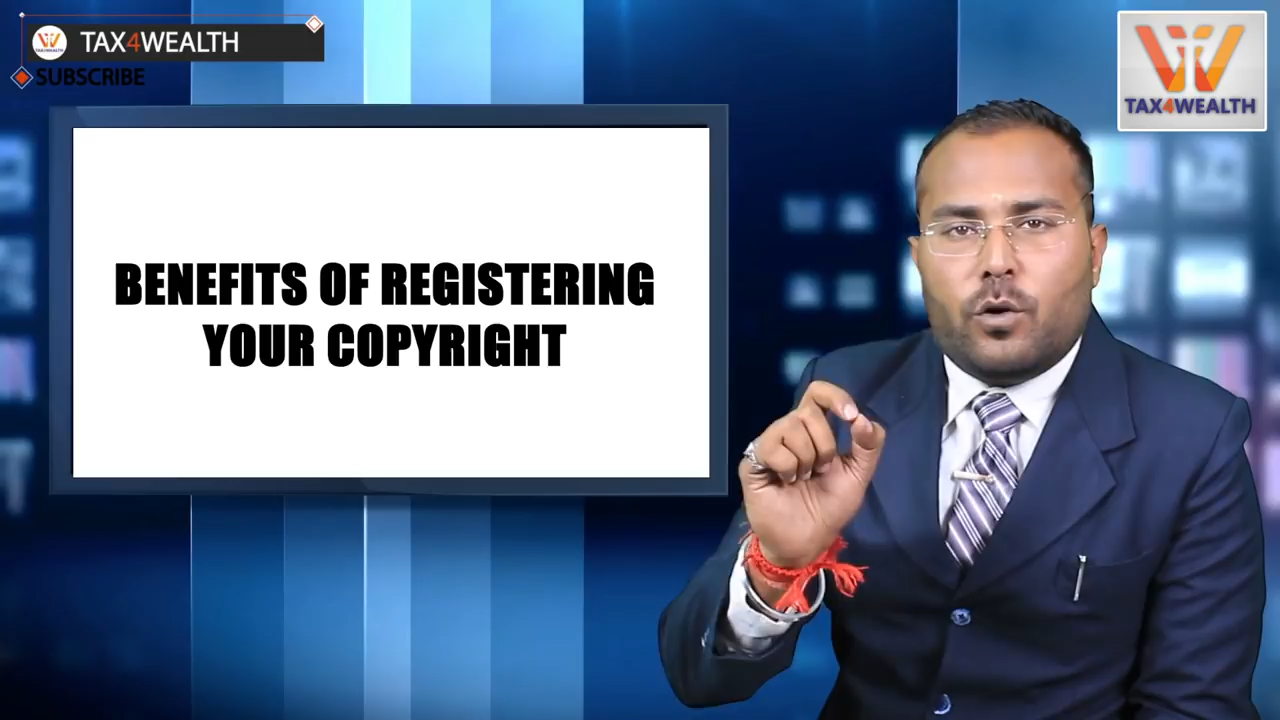 TAX4WEALTH
SUBSCRIBE
TAX4WEALTH
BENEFITS OF REGISTERING
YOUR COPYRIGHT